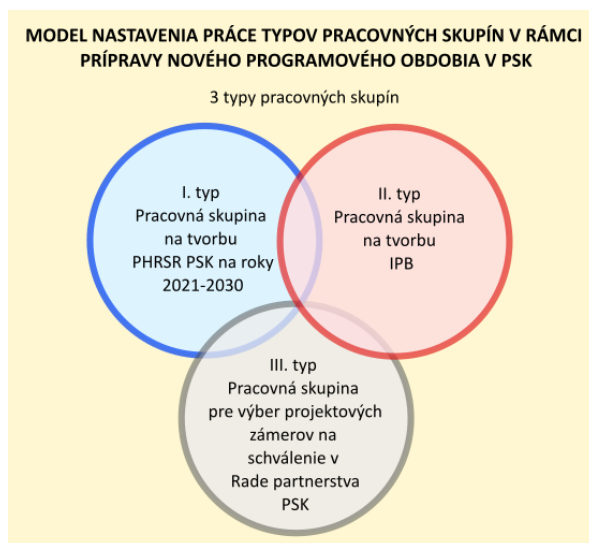 MODEL NASTAVENIA PRÁCE TYPOV PRACOVNÝCH SKUPÍN V RÁMCI
PRÍPRAVY NOVÉHO PROGRAMOVÉHO OBDOBIA V PSK
3 typy pracovných skupín
I. typ
Pracovná skupina
na tvorbu
PHRSR PSK na roky
2021-2030
II. typ
Pracovná skupina
na tvorbu
IPB
III. typ
Pracovná skupina
pre výber projektových
zámerov na
schválenie v
Rade partnerstva
PSK